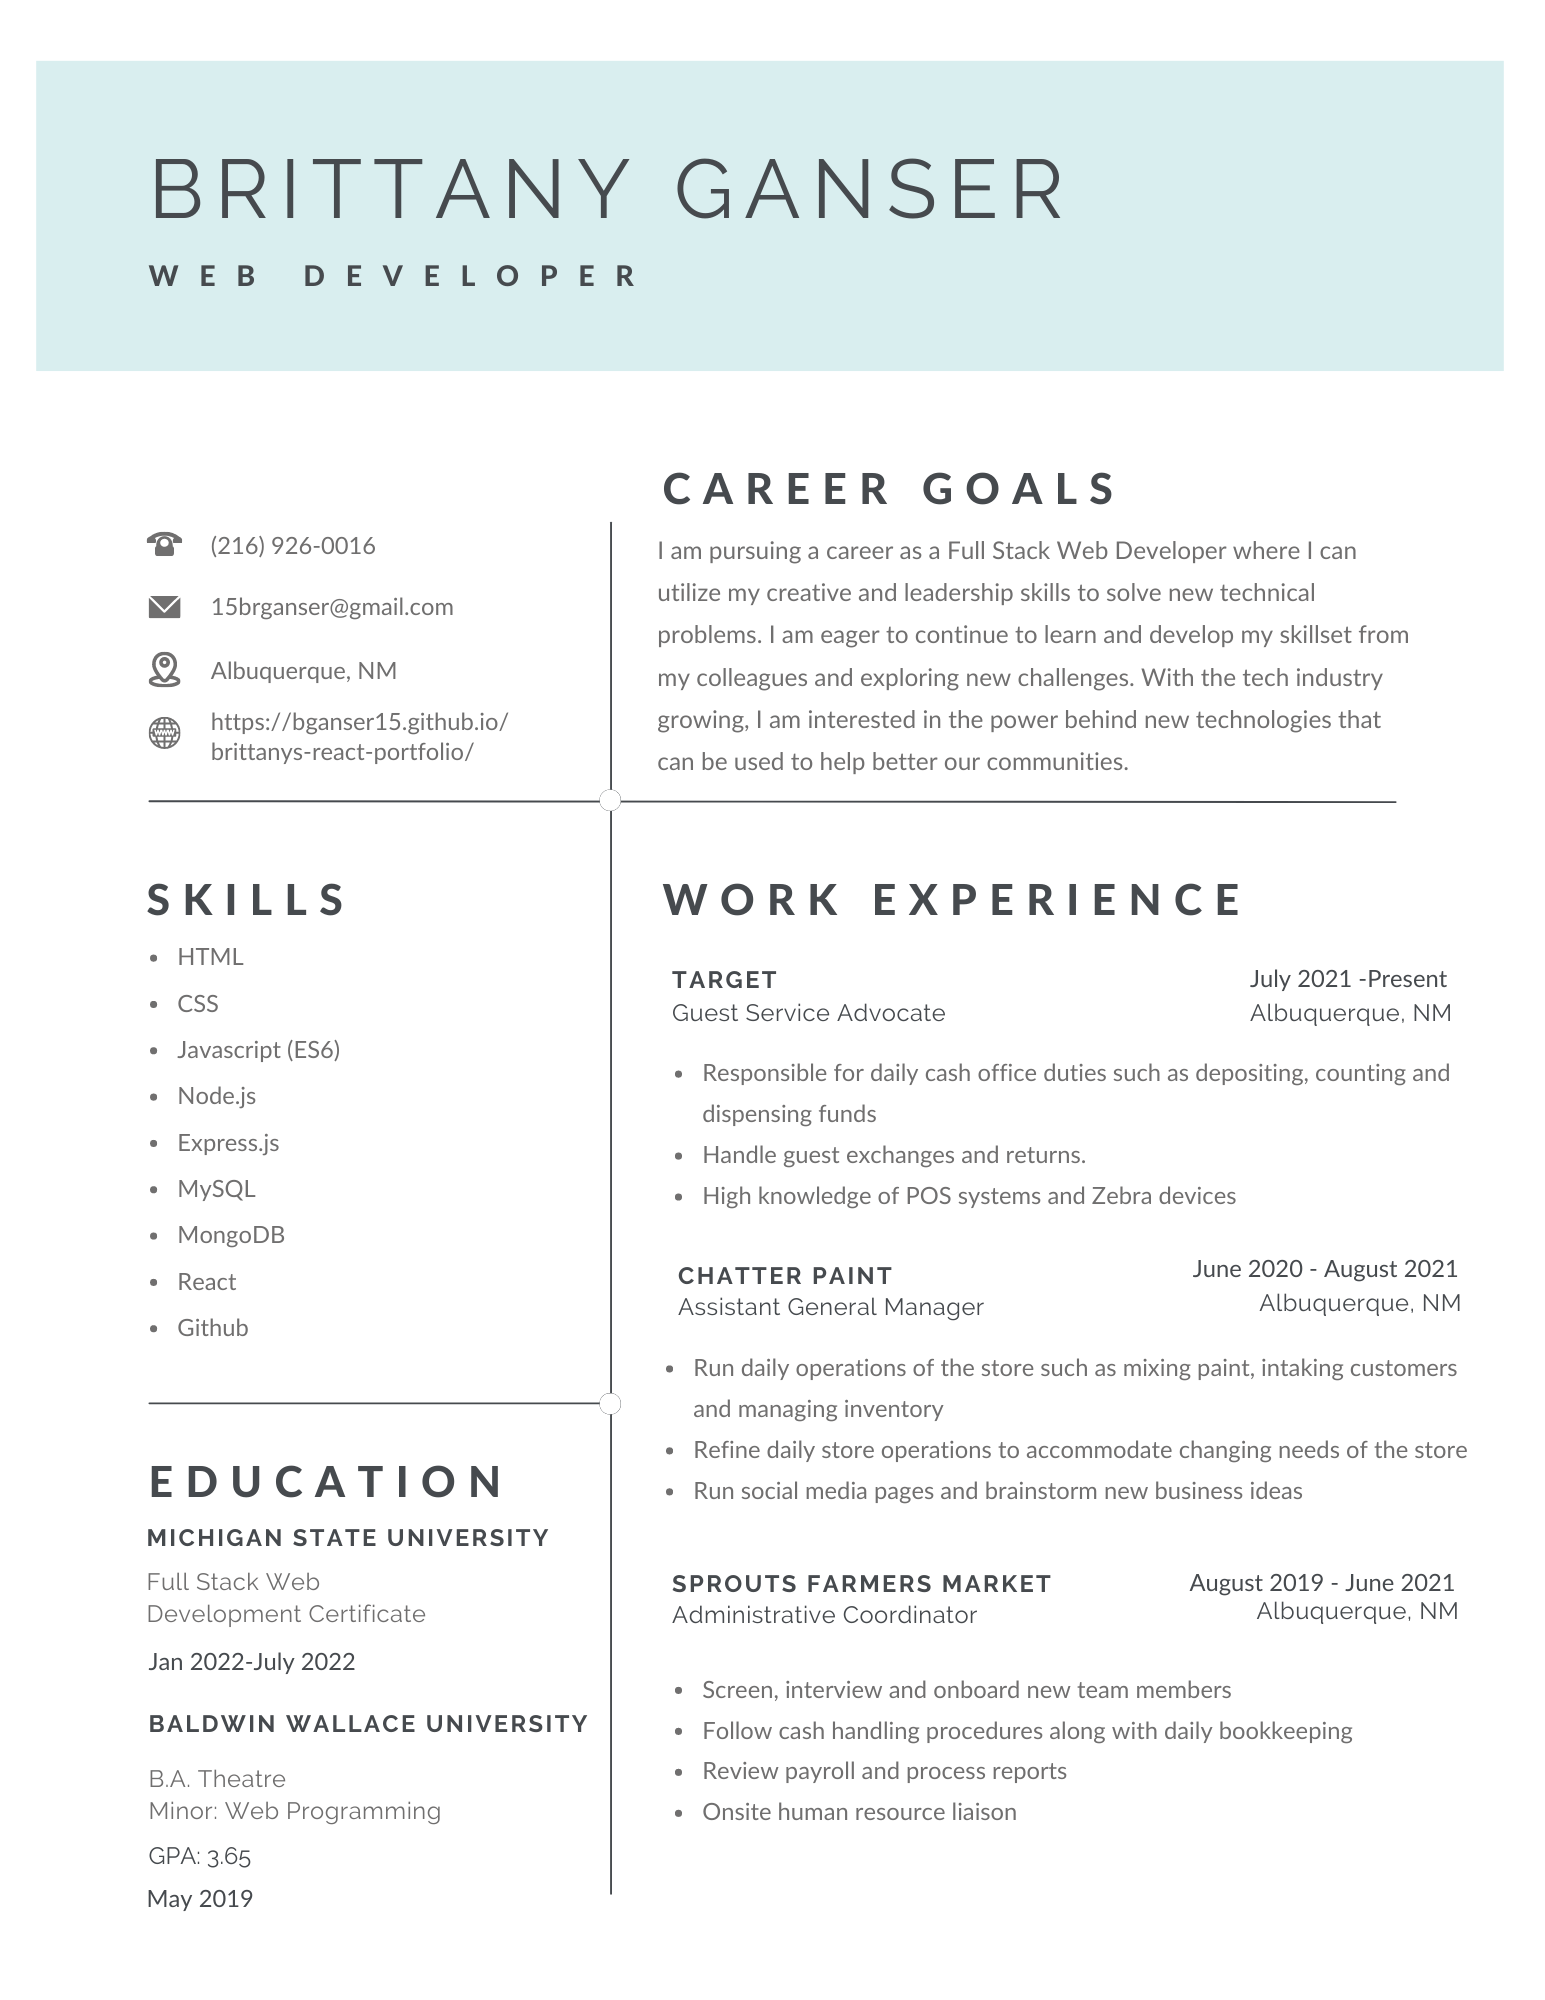 BRITTANY GANSER
WEB DEVELOPER
(216) 926-0016
15brganser@gmail.com
Albuquerque, NM
https://bganser15.github.io/
brittanys-react-portfolio/
CAREER GOALS
I am pursuing a career as a Full Stack Web Developer where I can
utilize my creative and leadership skills to solve new technical
problems. I am eager to continue to learn and develop my skillset from
my colleagues and exploring new challenges. With the tech industry
growing, I am interested in the power behind new technologies that
can be used to help better our communities.
SKILLS
• HTML
• CSS
• Javascript (ES6)
• Node.js
• Express.js
• MySQL
• MongoDB
• React
• Github
EDUCATION
MICHIGAN STATE UNIVERSITY
Full Stack Web
Development Certificate
Jan 2022-July 2022
BALDWIN WALLACE UNIVERSITY
B.A. Theatre
Minor: Web Programming
GPA: 3.65
May 2019
WORK EXPERIENCE
TARGET July 2021 -Present
Guest Service Advocate Albuquerque, NM
• Responsible for daily cash office duties such as depositing, counting and
dispensing funds
• Handle guest exchanges and returns.
• High knowledge of POS systems and Zebra devices
CHATTER PAINT June 2020 - August 2021
Assistant General Manager Albuquerque, NM
• Run daily operations of the store such as mixing paint, intaking customers
and managing inventory
• Refine daily store operations to accommodate changing needs of the store
• Run social media pages and brainstorm new business ideas
SPROUTS FARMERS MARKET August 2019 - June 2021
Administrative Coordinator Albuquerque, NM
• Screen, interview and onboard new team members
• Follow cash handling procedures along with daily bookkeeping
• Review payroll and process reports
• Onsite human resource liaison